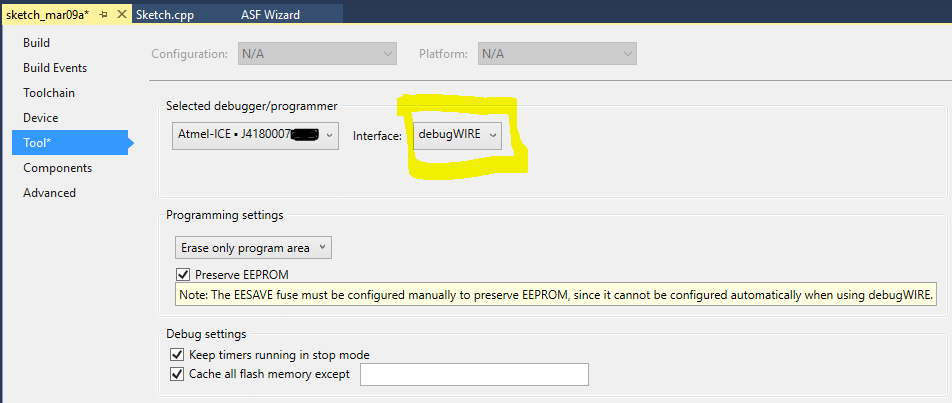 sketch_mar09a* Sketch.cpp ASF Wizard
Build
Build Events
Toolchain
Device
Tool*
Components
Advanced
Configuration: N/A Platform: N/A
Selected debugger/programmer
Atmel-ICE • J4180007 Interface: debugWIRE
Programming settings
Erase only program area
Preserve EEPROM
Note: The EESAVE fuse must be configured manually to preserve EEPROM, since it cannot be configured automatically when using debugWIRE.
Debug settings
Keep timers running in stop mode
Cache all flash memory except